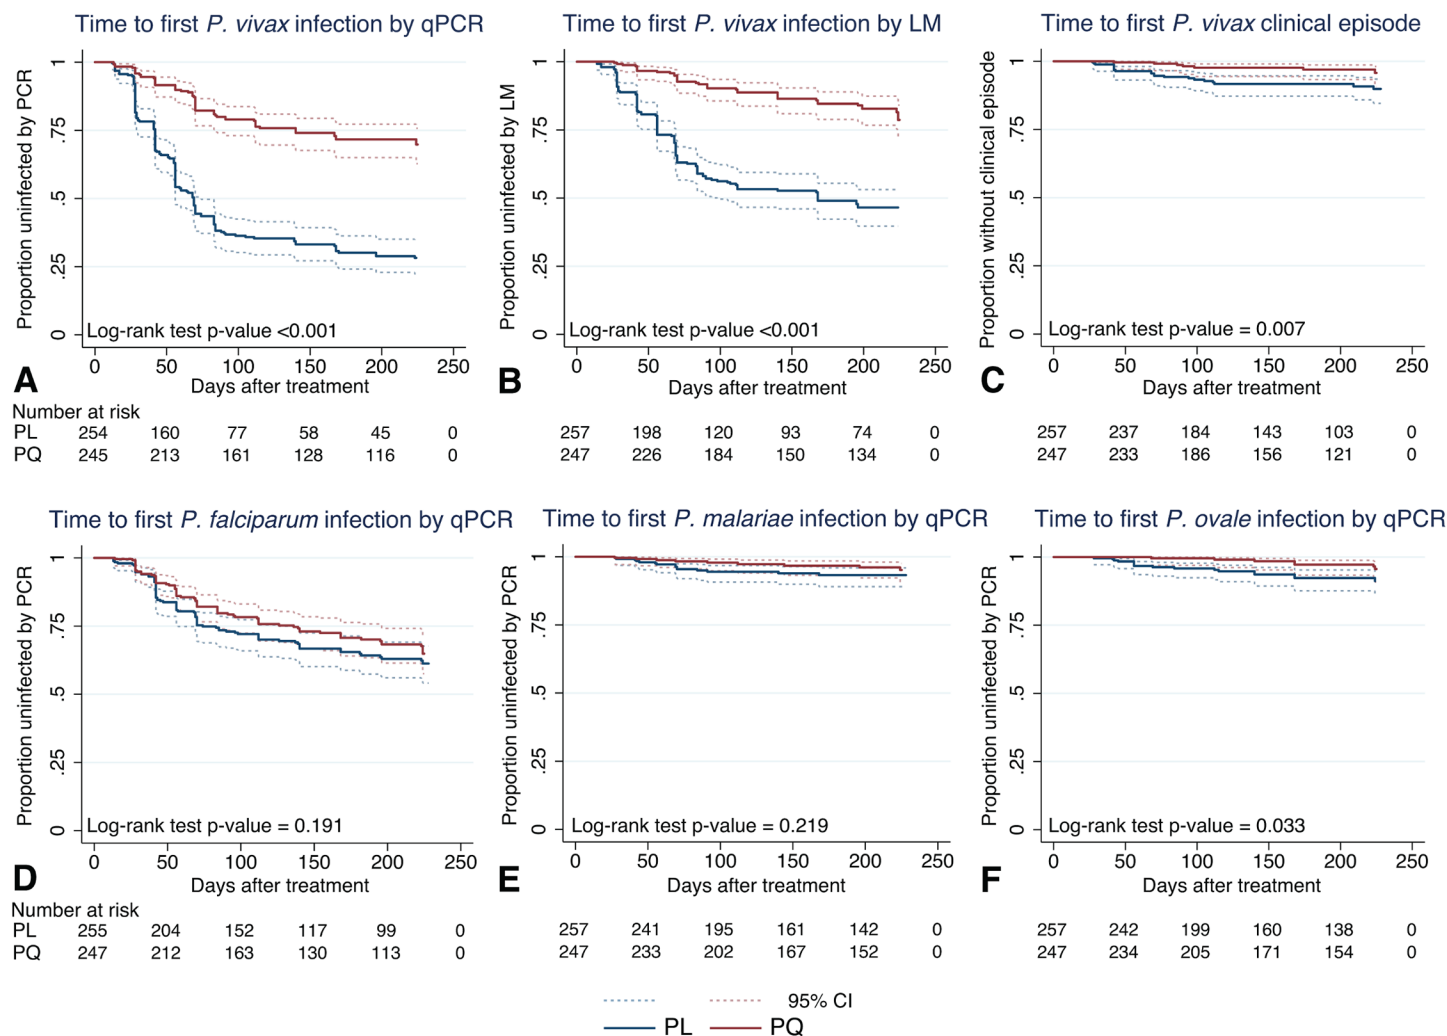 Time to first P. vivax infection by qPCR
Proportion uninfected by PCR
1
.75
.5
.25
0
Log-rank test p-value <0.001
0 50 100 150 200 250
Days after treatment
A
Number at risk
PL 254 160 77 58 45 0
PQ 245 213 161 128 116 0
Time to first P. vivax infection by LM
Proportion uninfected by LM
1
.75
.5
.25
0
Log-rank test p-value <0.001
0 50 100 150 200 250
Days after treatment
B
257 198 120 93 74 0
247 226 184 150 134 0
Time to first P. vivax clinical episode
Proportion without clinical episode
1
.75
.5
.25
0
Log-rank test p-value = 0.007
0 50 100 150 200 250
Days after treatment
C
257 237 184 143 103 0
247 233 186 156 121 0
Time to first P. falciparum infection by qPCR
Proportion uninfected by PCR
1
.75
.5
.25
0
Log-rank test p-value = 0.191
0 50 100 150 200 250
Days after treatment
D
Number at risk
PL 255 204 152 117 99 0
PQ 247 212 163 130 113 0
Time to first P. malariae infection by qPCR
Proportion uninfected by PCR
1
.75
.5
.25
0
Log-rank test p-value = 0.219
0 50 100 150 200 250
Days after treatment
E
257 241 195 161 142 0
247 233 202 167 152 0
Time to first P. ovale infection by qPCR
Proportion uninfected by PCR
1
.75
.5
.25
0
Log-rank test p-value = 0.033
0 50 100 150 200 250
Days after treatment
F
257 242 199 160 138 0
247 234 205 171 154 0
95% CI
PL PQ